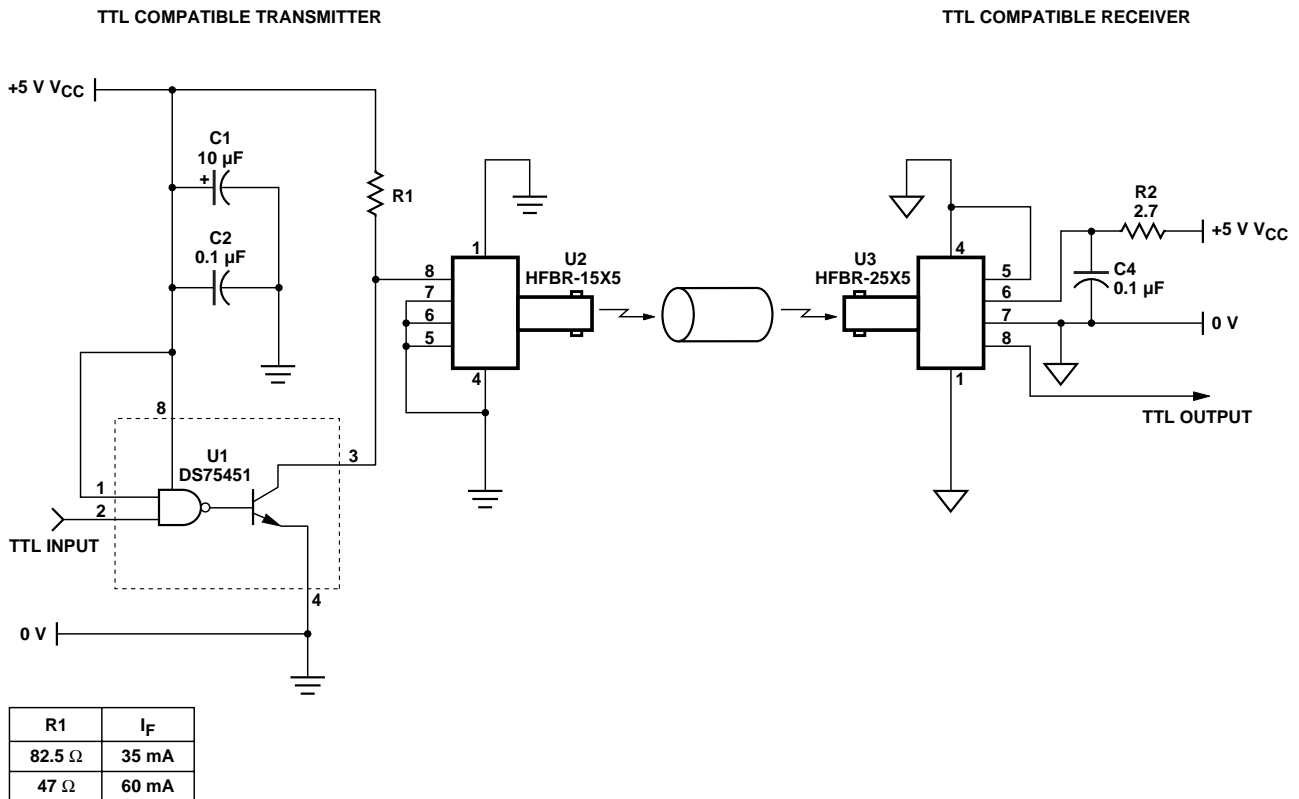 TTL COMPATIBLE TRANSMITTER
TTL COMPATIBLE RECEIVER
+5 V VCC
C1
10 µF
+
C2
0.1 µF
R1
1
8
7
6
5
4
U2
HFBR-15X5
U3
HFBR-25X5
4
5
6
7
8
1
R2
2.7
+5 V VCC
C4
0.1 µF
0 V
TTL OUTPUT
8
U1
DS75451
3
1
2
TTL INPUT
4
0 V
R1 IF
82.5 Ω 35 mA
47 Ω 60 mA